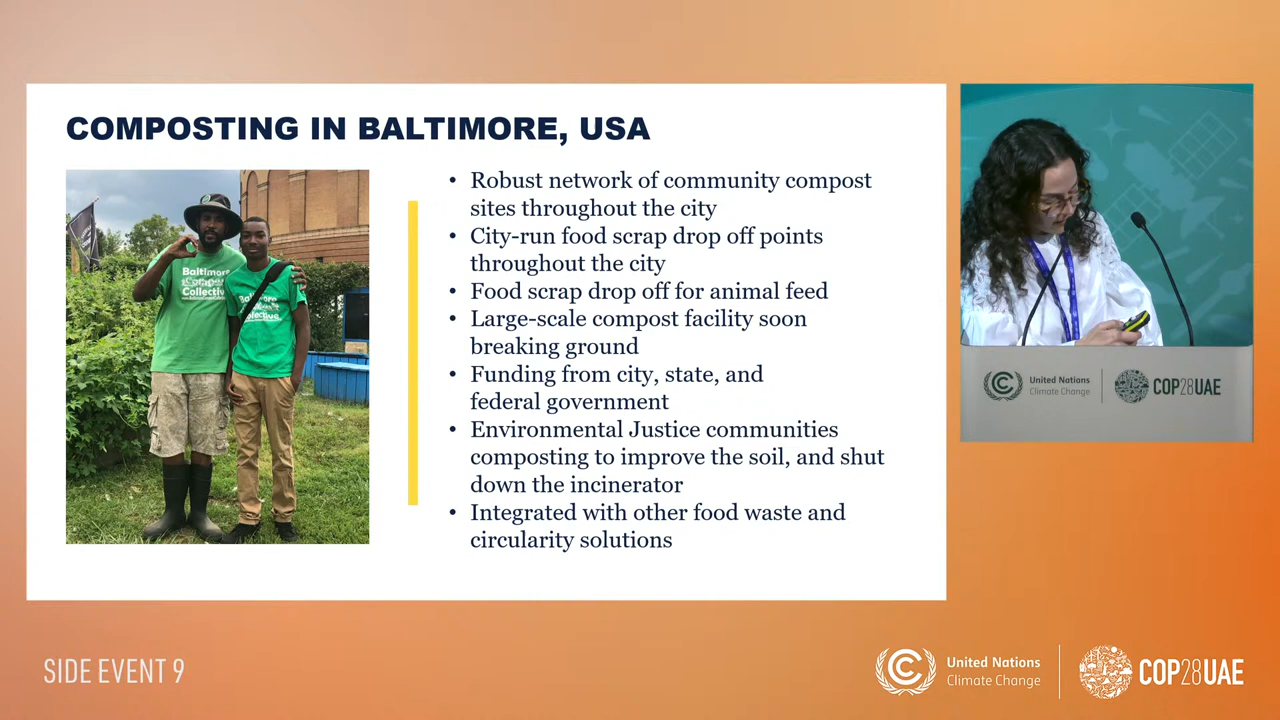 COMPOSTING IN BALTIMORE, USA
Baltimore
Compost
Collective
Baltimore
Collective
• Robust network of community compost
sites throughout the city
• City-run food scrap drop off points
throughout the city
• Food scrap drop off for animal feed
• Large-scale compost facility soon
breaking ground
• Funding from city, state, and
federal government
• Environmental Justice communities
composting to improve the soil, and shut
down the incinerator
• Integrated with other food waste and
circularity solutions
United Nations
Climate Change
COP28UAE
SIDE EVENT 9
United Nations
Climate Change
COP28UAE